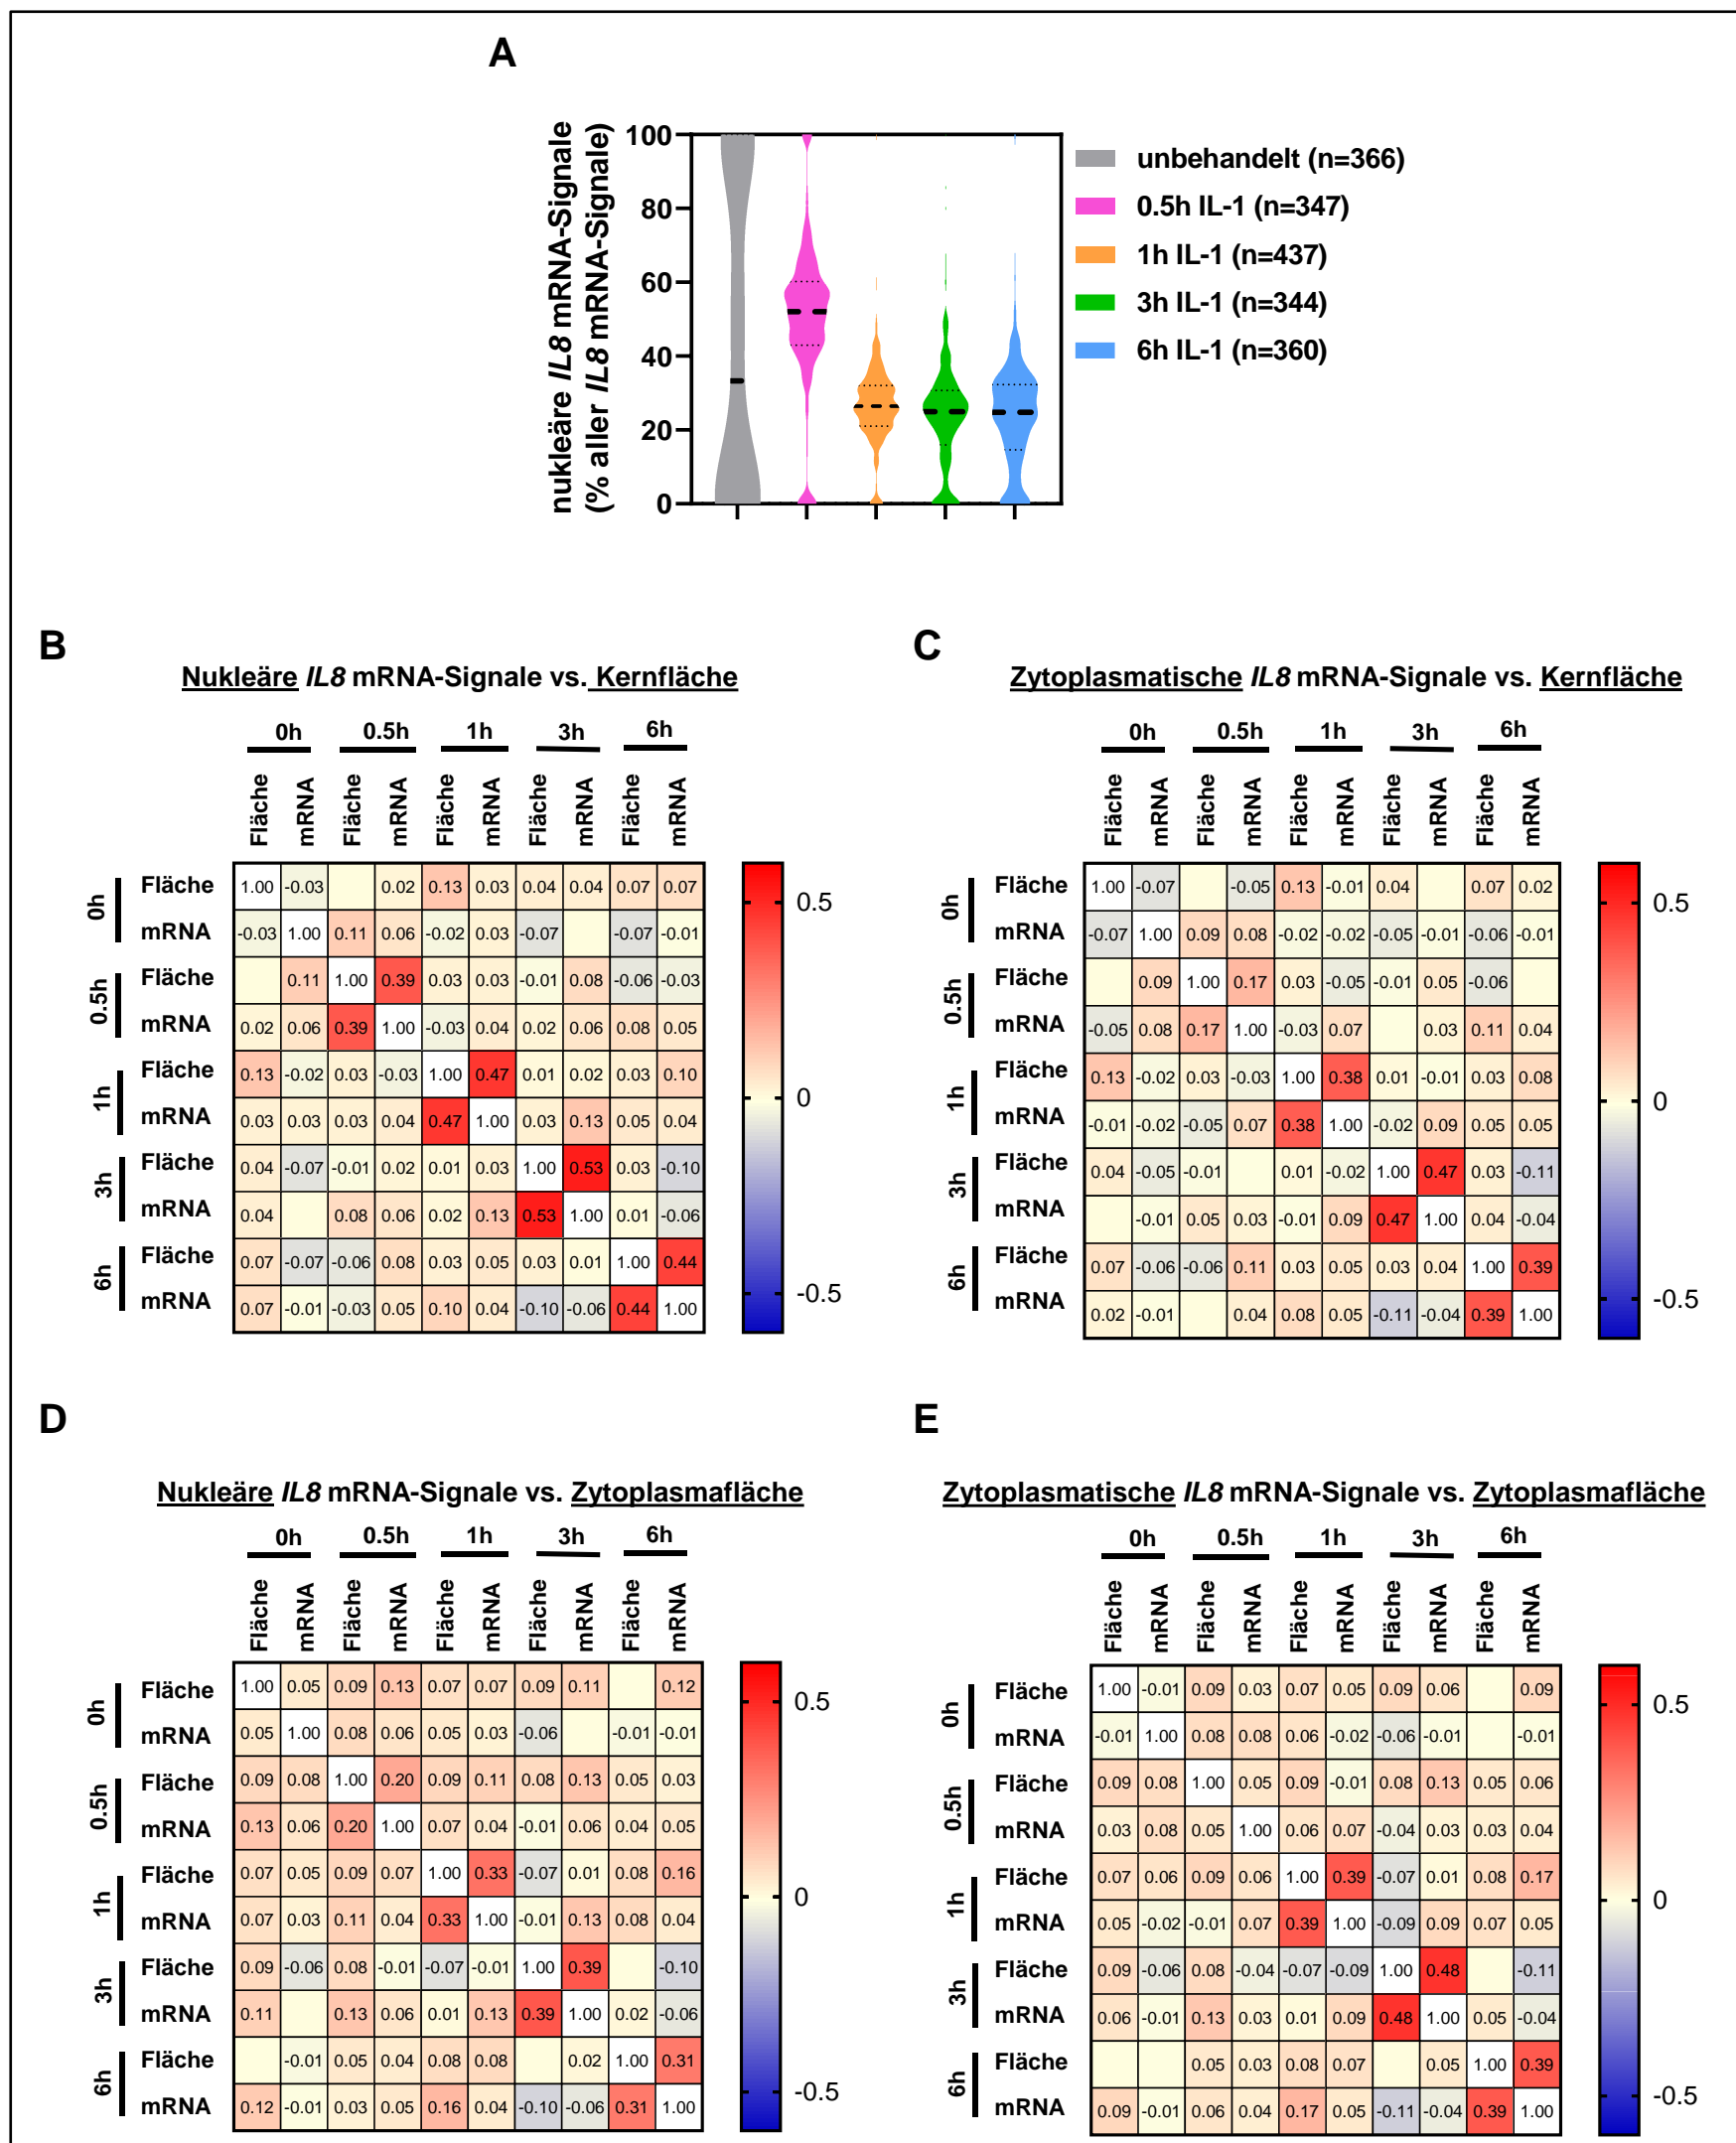 A
nukleäre IL8 mRNA-Signale
(% aller IL8 mRNA-Signale)
100
80
60
40
20
0
unbehandelt (n=366)
0.5h IL-1 (n=347)
1h IL-1 (n=437)
3h IL-1 (n=344)
6h IL-1 (n=360)
B
Nukleäre IL8 mRNA-Signale vs. Kernfläche
0h 0.5h 1h 3h 6h
Fläche mRNA Fläche mRNA Fläche mRNA Fläche mRNA Fläche mRNA
0h
Fläche 1.00 -0.03 0.02 0.13 0.03 0.04 0.04 0.07 0.07
mRNA -0.03 1.00 0.11 0.06 -0.02 0.03 -0.07 -0.07 -0.01
0.5h
Fläche 0.11 1.00 0.39 0.03 0.03 -0.01 0.08 -0.06 -0.03
mRNA 0.02 0.06 0.39 1.00 -0.03 0.04 0.02 0.06 0.08 0.05
1h
Fläche 0.13 -0.02 0.03 -0.03 1.00 0.47 0.01 0.02 0.03 0.10
mRNA 0.03 0.03 0.03 0.04 0.47 1.00 0.03 0.13 0.05 0.04
3h
Fläche 0.04 -0.07 -0.01 0.02 0.01 0.03 1.00 0.53 0.03 -0.10
mRNA 0.04 0.08 0.06 0.02 0.13 0.53 1.00 0.01 -0.06
6h
Fläche 0.07 -0.07 -0.06 0.08 0.03 0.05 0.03 0.01 1.00 0.44
mRNA 0.07 -0.01 -0.03 0.05 0.10 0.04 -0.10 -0.06 0.44 1.00
0.5
0
-0.5
C
Zytoplasmatische IL8 mRNA-Signale vs. Kernfläche
0h 0.5h 1h 3h 6h
Fläche mRNA Fläche mRNA Fläche mRNA Fläche mRNA Fläche mRNA
0h
Fläche 1.00 -0.07 -0.05 0.13 -0.01 0.04 0.07 0.02
mRNA -0.07 1.00 0.09 0.08 -0.02 -0.02 -0.05 -0.01 -0.06 -0.01
0.5h
Fläche 0.09 1.00 0.17 0.03 -0.05 -0.01 0.05 -0.06
mRNA -0.05 0.08 0.17 1.00 -0.03 0.07 0.03 0.11 0.04
1h
Fläche 0.13 -0.02 0.03 -0.03 1.00 0.38 0.01 -0.01 0.03 0.08
mRNA -0.01 -0.02 -0.05 0.07 0.38 1.00 -0.02 0.09 0.05 0.05
3h
Fläche 0.04 -0.05 -0.01 0.01 -0.02 1.00 0.47 0.03 -0.11
mRNA -0.01 0.05 0.03 -0.01 0.09 0.47 1.00 0.04 -0.04
6h
Fläche 0.07 -0.06 -0.06 0.11 0.03 0.05 0.03 0.04 1.00 0.39
mRNA 0.02 -0.01 0.04 0.08 0.05 -0.11 -0.04 0.39 1.00
0.5
0
-0.5
D
Nukleäre IL8 mRNA-Signale vs. Zytoplasmafläche
0h 0.5h 1h 3h 6h
Fläche mRNA Fläche mRNA Fläche mRNA Fläche mRNA Fläche mRNA
0h
Fläche 1.00 0.05 0.09 0.13 0.07 0.07 0.09 0.11 0.12
mRNA 0.05 1.00 0.08 0.06 0.05 0.03 -0.06 -0.01 -0.01
0.5h
Fläche 0.09 0.08 1.00 0.20 0.09 0.11 0.08 0.13 0.05 0.03
mRNA 0.13 0.06 0.20 1.00 0.07 0.04 -0.01 0.06 0.04 0.05
1h
Fläche 0.07 0.05 0.09 0.07 1.00 0.33 -0.07 0.01 0.08 0.16
mRNA 0.07 0.03 0.11 0.04 0.33 1.00 -0.01 0.13 0.08 0.04
3h
Fläche 0.09 -0.06 0.08 -0.01 -0.07 -0.01 1.00 0.39 -0.10
mRNA 0.11 0.13 0.06 0.01 0.13 0.39 1.00 0.02 -0.06
6h
Fläche -0.01 0.05 0.04 0.08 0.08 0.02 1.00 0.31
mRNA 0.12 -0.01 0.03 0.05 0.16 0.04 -0.10 -0.06 0.31 1.00
0.5
0
-0.5
E
Zytoplasmatische IL8 mRNA-Signale vs. Zytoplasmafläche
0h 0.5h 1h 3h 6h
Fläche mRNA Fläche mRNA Fläche mRNA Fläche mRNA Fläche mRNA
0h
Fläche 1.00 -0.01 0.09 0.03 0.07 0.05 0.09 0.06 0.09
mRNA -0.01 1.00 0.08 0.08 0.06 -0.02 -0.06 -0.01 -0.01
0.5h
Fläche 0.09 0.08 1.00 0.05 0.09 -0.01 0.08 0.13 0.05 0.06
mRNA 0.03 0.08 0.05 1.00 0.06 0.07 -0.04 0.03 0.03 0.04
1h
Fläche 0.07 0.06 0.09 0.06 1.00 0.39 -0.07 0.01 0.08 0.17
mRNA 0.05 -0.02 -0.01 0.07 0.39 1.00 -0.09 0.09 0.07 0.05
3h
Fläche 0.09 -0.06 0.08 -0.04 -0.07 -0.09 1.00 0.48 -0.11
mRNA 0.06 -0.01 0.13 0.03 0.01 0.09 0.48 1.00 0.05 -0.04
6h
Fläche 0.05 0.03 0.08 0.07 0.05 1.00 0.39
mRNA 0.09 -0.01 0.06 0.04 0.17 0.05 -0.11 -0.04 0.39 1.00
0.5
0
-0.5